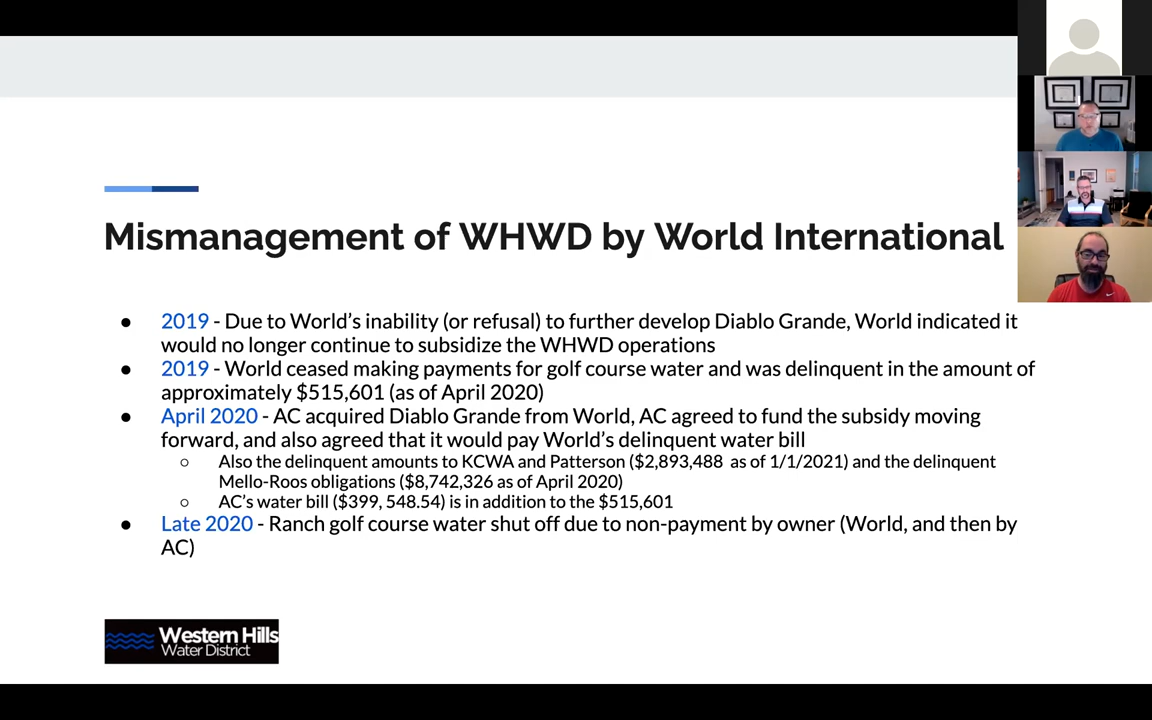 Mismanagement of WHWD by World International
● 2019 - Due to World's inability (or refusal) to further develop Diablo Grande, World indicated it
would no longer continue to subsidize the WHWD operations
● 2019 - World ceased making payments for golf course water and was delinquent in the amount of
approximately $515,601 (as of April 2020)
● April 2020 - AC acquired Diablo Grande from World, AC agreed to fund the subsidy moving
forward, and also agreed that it would pay World's delinquent water bill
○ Also the delinquent amounts to KCWA and Patterson ($2,893,488 as of 1/1/2021) and the delinquent
Mello-Roos obligations ($8,742,326 as of April 2020)
○ AC's water bill ($399, 548.54) is in addition to the $515,601
● Late 2020 - Ranch golf course water shut off due to non-payment by owner (World, and then by
AC)
Western Hills
Water District